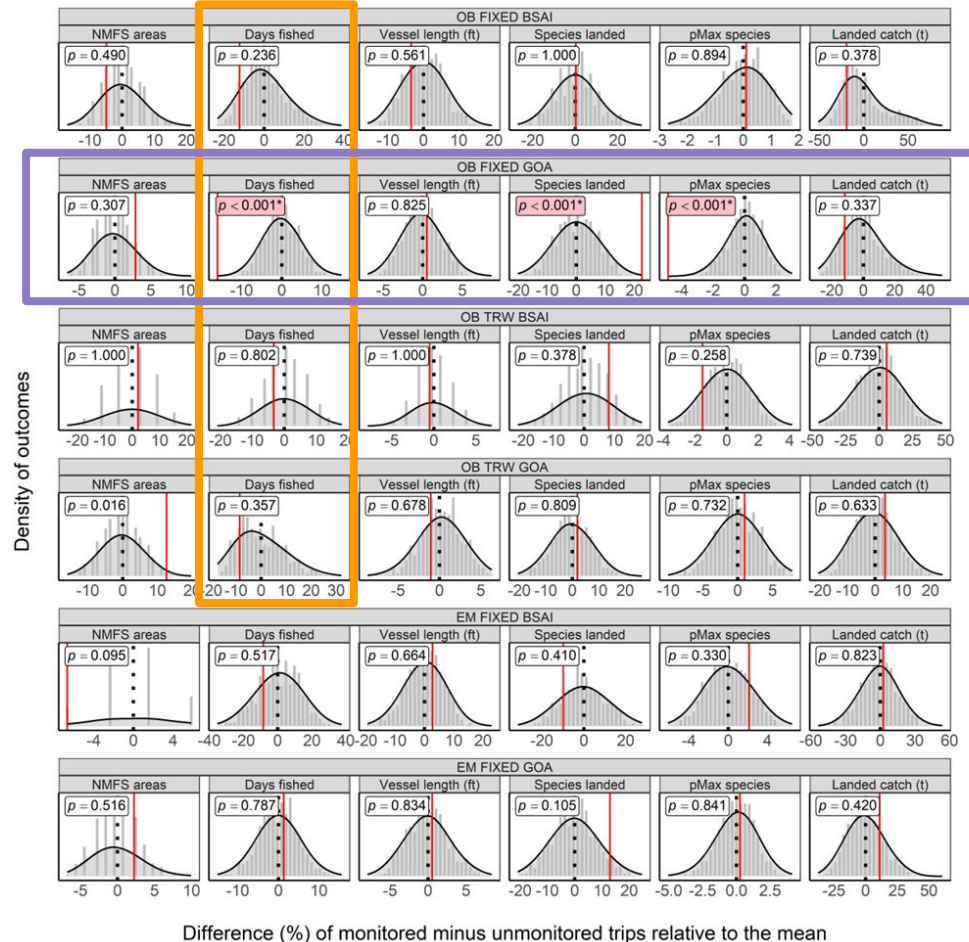 OB FIXED BSAI
NMFS areas Days fished Vessel length (ft) Species landed pMax species Landed catch (t)
p = 0.490 p = 0.236 p = 0.561 p = 1.000 p = 0.894 p = 0.378
-10 0 10 20 -20 0 20 40 -10 0 10 20 -20 0 20 -3 -2 -1 0 1 2 -50 0 50
OB FIXED GOA
NMFS areas Days fished Vessel length (ft) Species landed pMax species Landed catch (t)
p = 0.307 p < 0.001* p = 0.825 p < 0.001* p < 0.001* p = 0.337
-5 0 5 10 -10 0 10 -5 0 5 -20 -10 0 10 20 -4 -2 0 2 -20 0 20 40
OB TRW BSAI
NMFS areas Days fished Vessel length (ft) Species landed pMax species Landed catch (t)
p = 1.000 p = 0.802 p = 1.000 p = 0.378 p = 0.258 p = 0.739
-20 -10 0 10 20 -10 0 10 20 -5 0 5 -20 -10 0 10 20 -4 -2 0 2 4 -50 -25 0 25 50
OB TRW GOA
NMFS areas Days fished Vessel length (ft) Species landed pMax species Landed catch (t)
p = 0.016 p = 0.357 p = 0.678 p = 0.809 p = 0.732 p = 0.633
-10 0 10 20 -10 0 10 20 30 -5 0 5 -20 -10 0 10 20 -10 -5 0 5 -20 -10 0 10 20
EM FIXED BSAI
NMFS areas Days fished Vessel length (ft) Species landed pMax species Landed catch (t)
p = 0.095 p = 0.517 p = 0.664 p = 0.410 p = 0.330 p = 0.823
-4 0 4 -40 -20 0 20 40 -20 -10 0 10 20 -20 0 20 -4 0 4 -60 -30 0 30 60
EM FIXED GOA
NMFS areas Days fished Vessel length (ft) Species landed pMax species Landed catch (t)
p = 0.516 p = 0.787 p = 0.834 p = 0.105 p = 0.841 p = 0.420
-5 0 5 10 -10 0 10 -5 0 5 -20 -10 0 10 20 -5.0 -2.5 0.0 2.5 -25 0 25 50
Density of outcomes
Difference (%) of monitored minus unmonitored trips relative to the mean